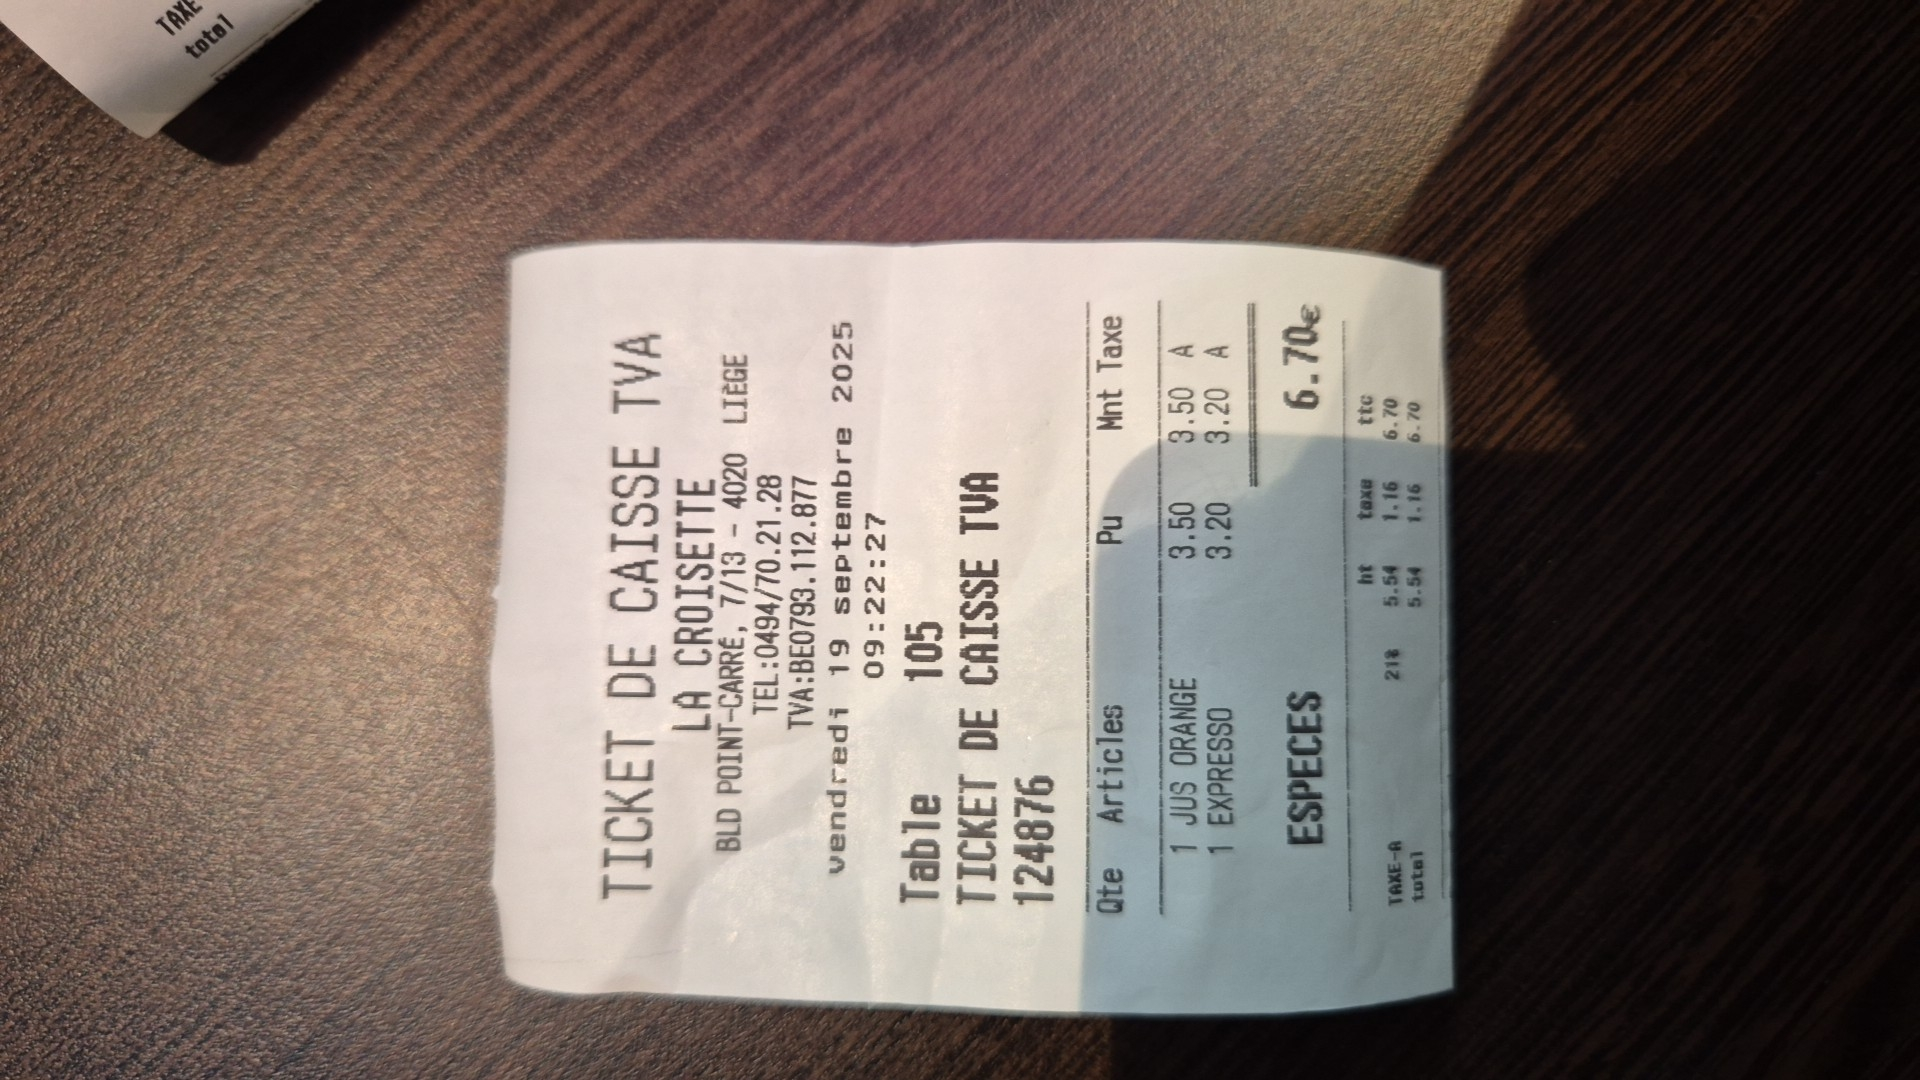 TAXE
total
TICKET DE CAISSE TVA
LA CROISETTE
BLD POINT-CARRÉ, 7/13 - 4020 LIÈGE
TEL:0494/70.21.28
TVA:BE0793.112.877
vendredi 19 septembre 2025
09:22:27
Table 105
TICKET DE CAISSE TVA
124876
Qte Articles Pu Mnt Taxe
1 JUS ORANGE 3.50 3.50 A
1 EXPRESSO 3.20 3.20 A
ESPECES 6.70€
ht taxe ttc
TAXE-A 21% 5.54 1.16 6.70
total 5.54 1.16 6.70